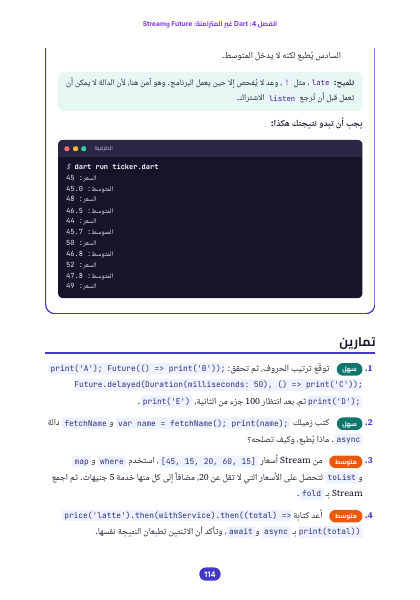 الفصل 4: Dart غير المتزامنة: Future وStream
السادس يُطبع لكنه لا يدخل المتوسط.
تلميح: late ، مثل ! ، وعد لا يُفحص إلا حين يعمل البرنامج. وهو آمن هنا، لأن الدالة لا يمكن أن
تعمل قبل أن تُرجع listen الاشتراك.
يجب أن تبدو نتيجتك هكذا:
الطرفية
$ dart run ticker.dart
السعر: 45
المتوسط: 45.0
السعر: 48
المتوسط: 46.5
السعر: 44
المتوسط: 45.7
السعر: 50
المتوسط: 46.8
السعر: 52
المتوسط: 47.8
السعر: 49
تمارين
1. سهل توقّع ترتيب الحروف، ثم تحقق: print('A'); Future(() => print('B'));
Future.delayed(Duration(milliseconds: 50), () => print('C'));
print('D'); ثم، بعد انتظار 100 جزء من الثانية، print('E') .
2. سهل كتب زميلك var name = fetchName(); print(name); و fetchName دالة
async . ماذا يُطبع، وكيف تصلحه؟
3. متوسط من Stream أسعار [45, 15, 20, 60, 15] ، استخدم where و map
و toList لتحصل على الأسعار التي لا تقل عن 20، مضافاً إلى كل منها خدمة 5 جنيهات. ثم اجمع
Stream بـ fold .
4. متوسط أعد كتابة price('latte').then(withService).then((total) =>
print(total)) بـ async و await ، وتأكد أن الاثنتين تطبعان النتيجة نفسها.
114